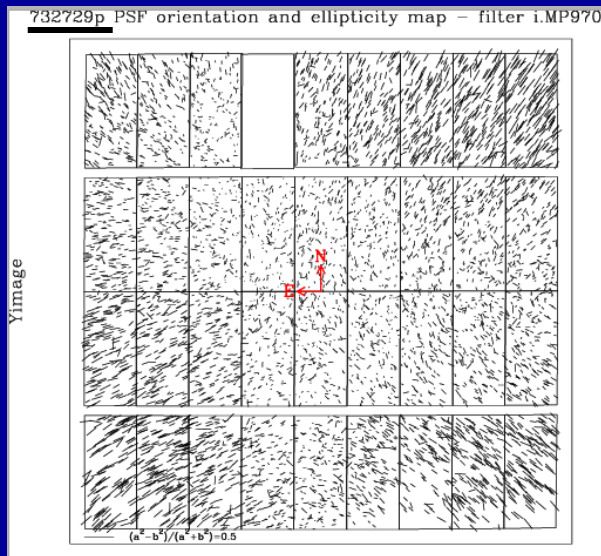 732729p PSF orientation and ellipticity map – filter i.MP970
N
E
Yimage
(a²−b²)/(a²+b²)=0.5